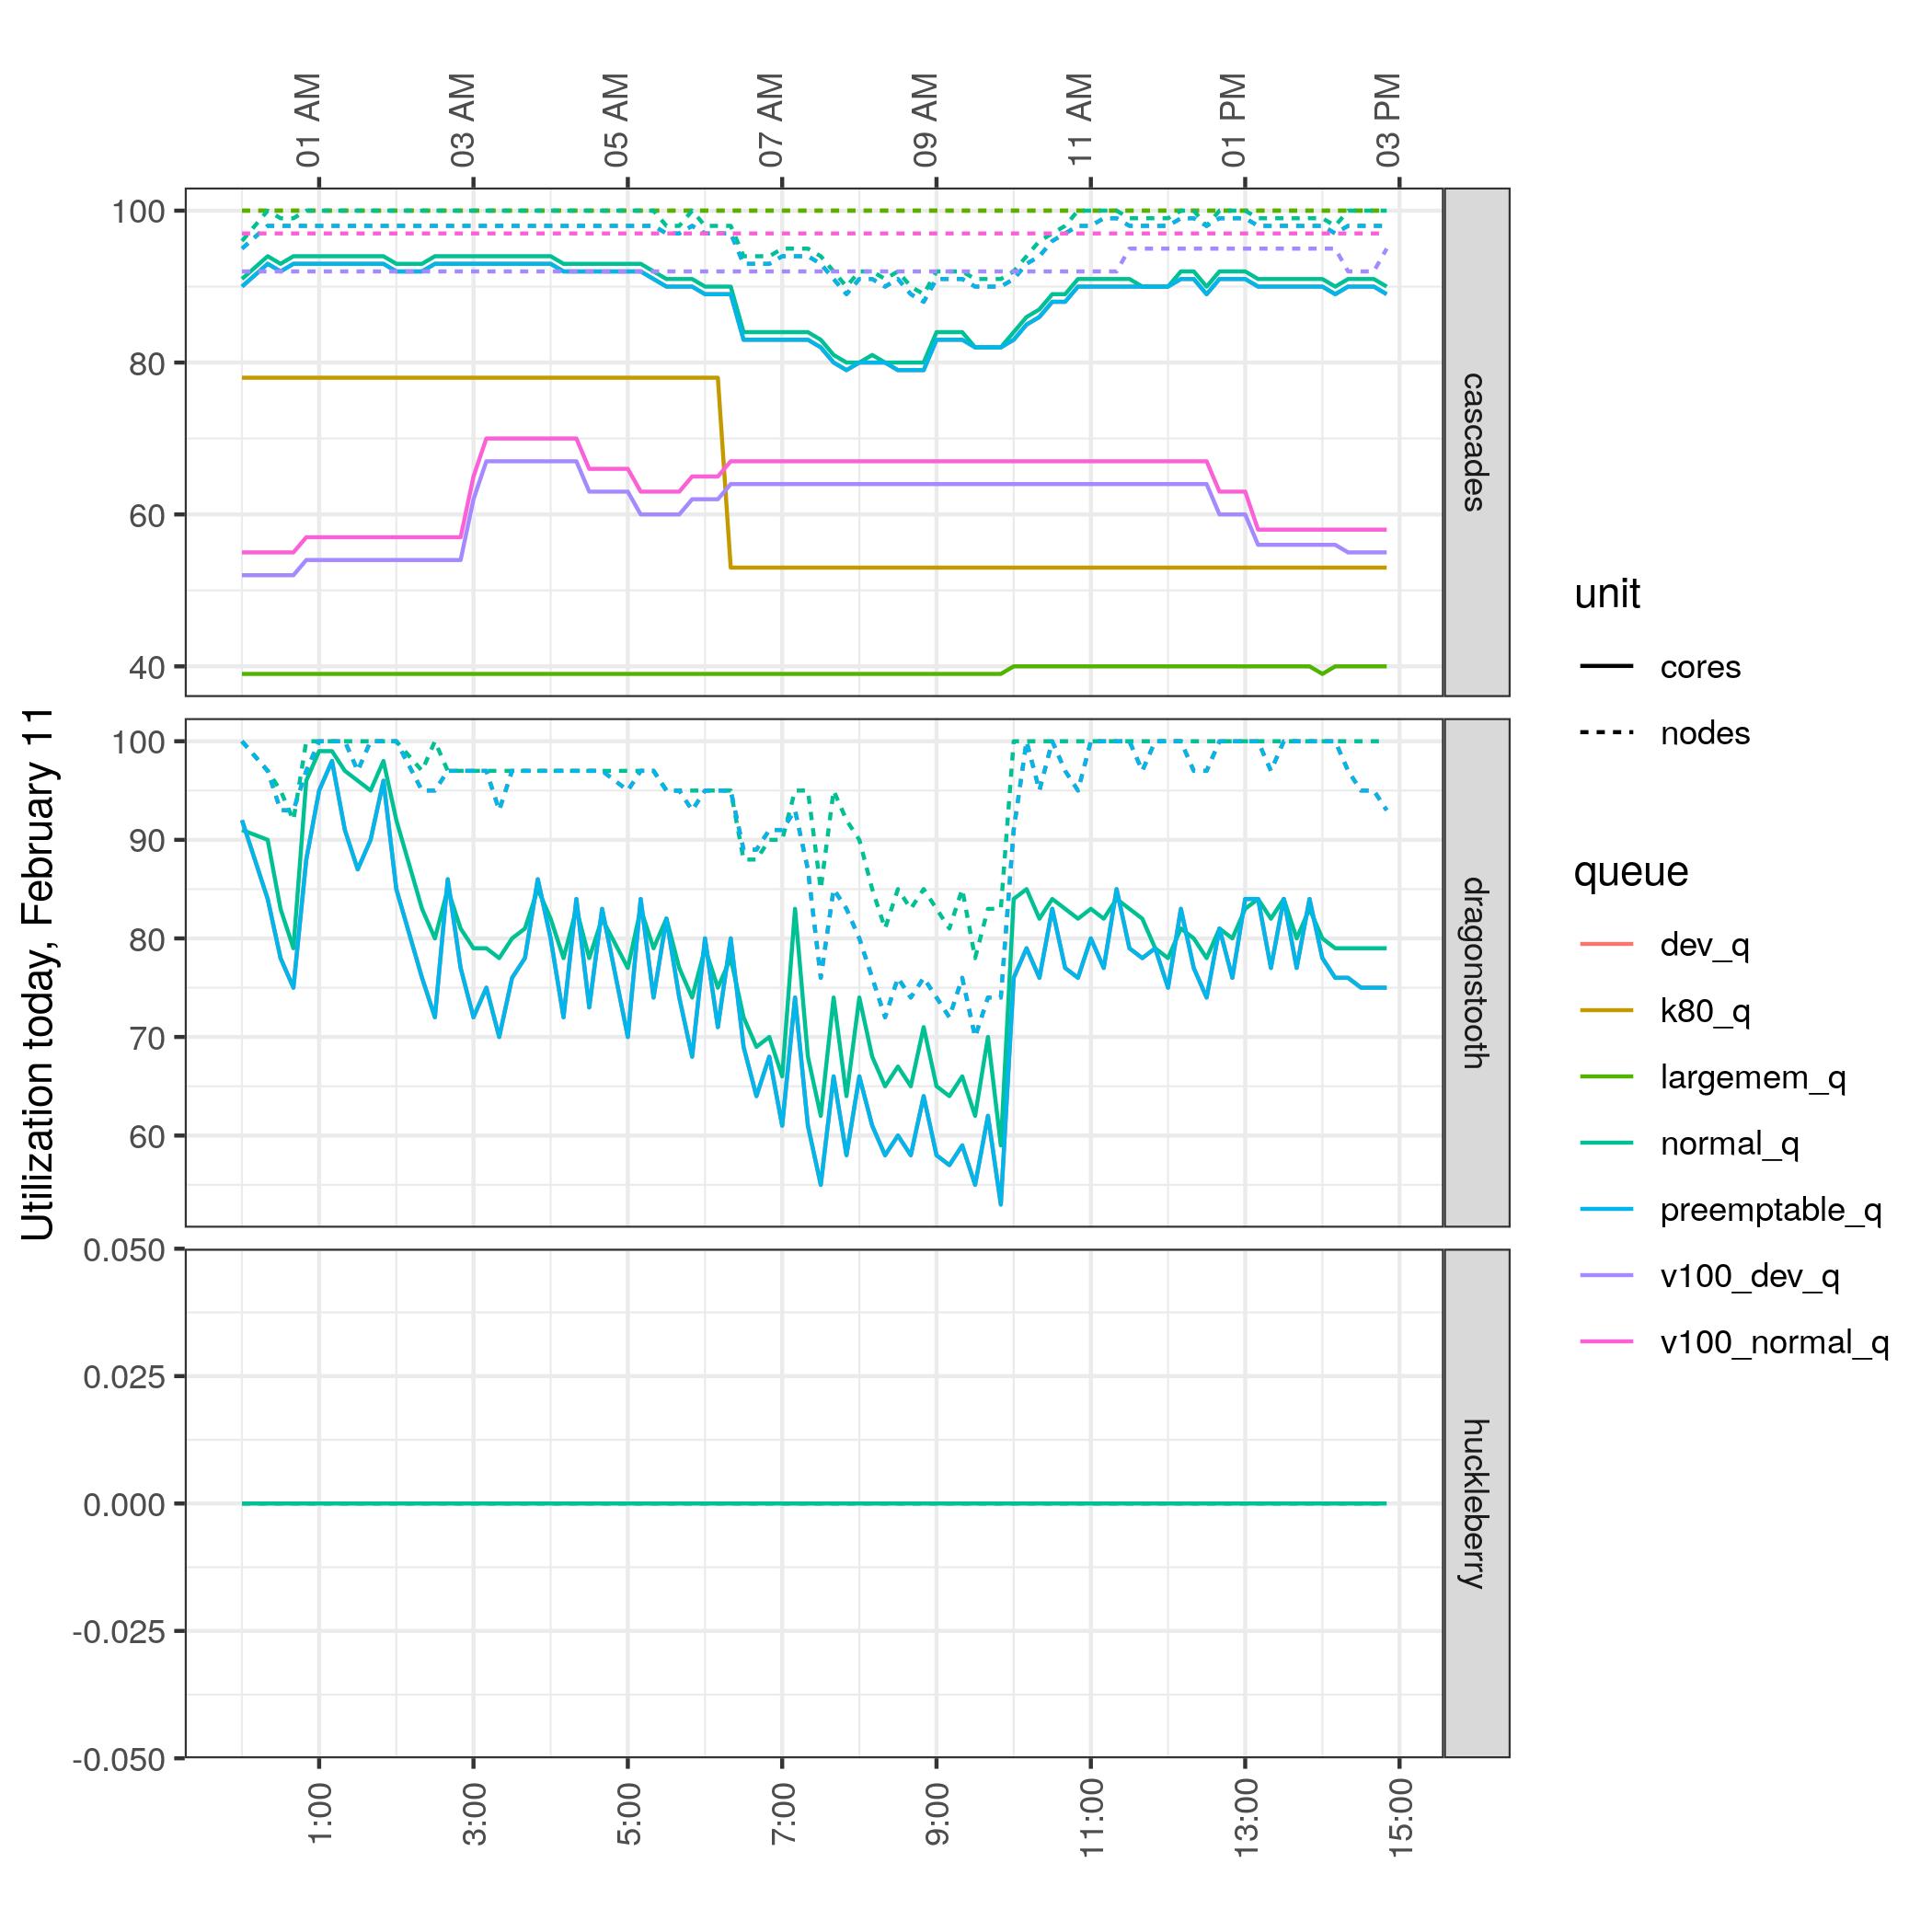 01 AM
03 AM
05 AM
07 AM
09 AM
11 AM
01 PM
03 PM
Utilization today, February 11
100
80
60
40
cascades
100
90
80
70
60
dragonstooth
0.050
0.025
0.000
-0.025
-0.050
huckleberry
1:00
3:00
5:00
7:00
9:00
11:00
13:00
15:00
unit
cores
nodes
queue
dev_q
k80_q
largemem_q
normal_q
preemptable_q
v100_dev_q
v100_normal_q